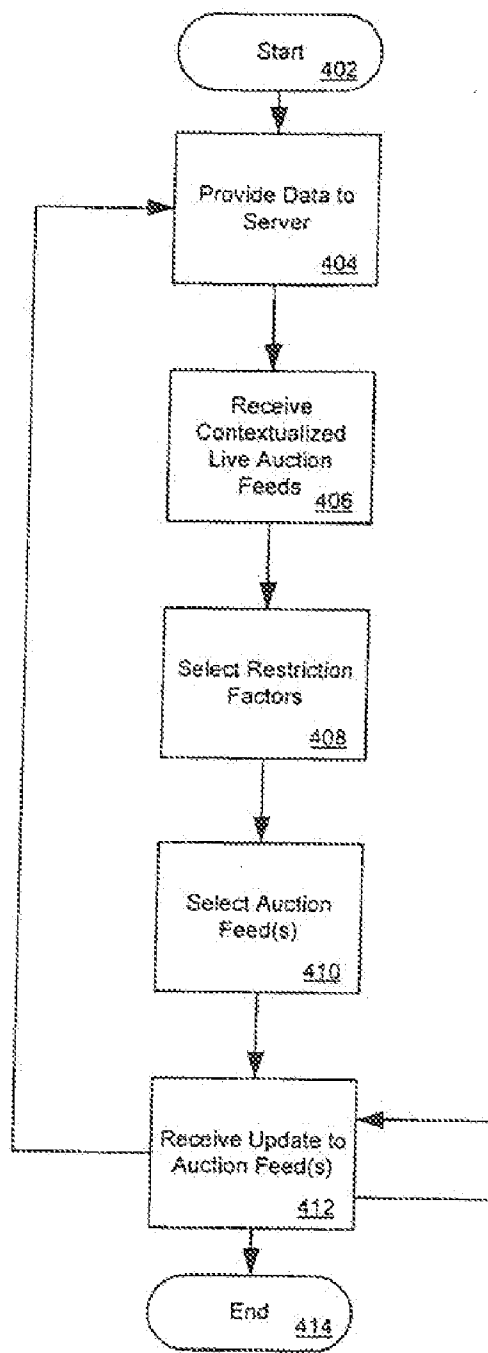 Start
402
Provide Data to
Server
404
Receive
Contextualized
Live Auction
Feeds
406
Select Restriction
Factors
408
Select Auction
Feed(s)
410
Receive Update to
Auction Feed(s)
412
End
414